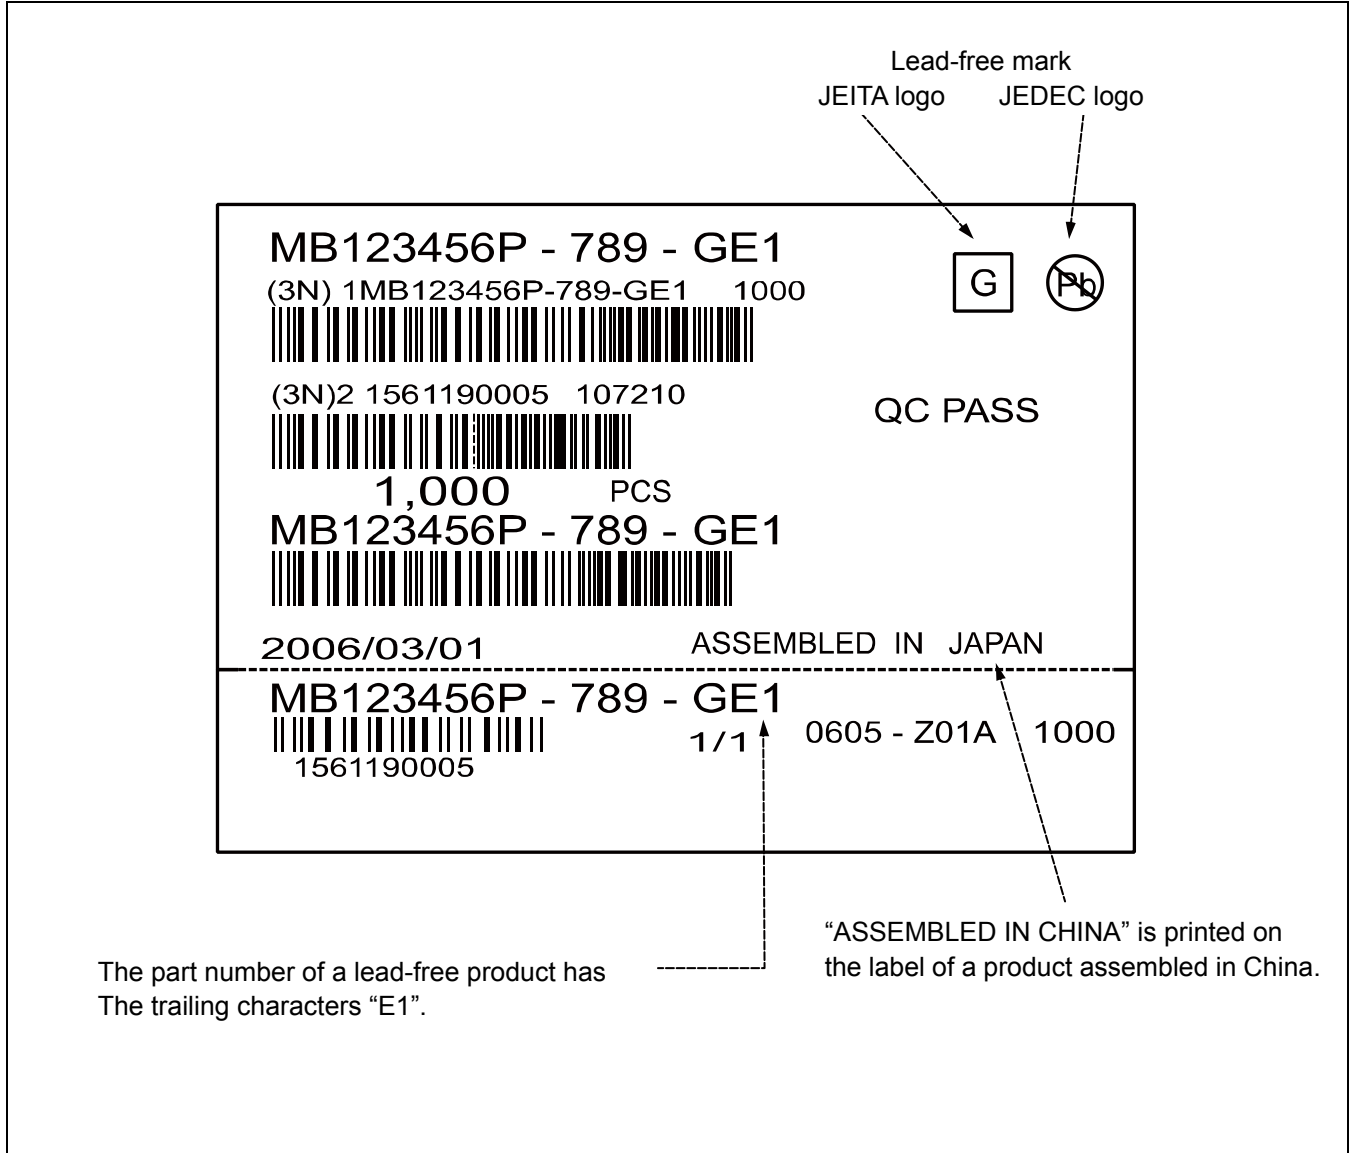 Lead-free mark
JEITA logo JEDEC logo
MB123456P - 789 - GE1
(3N) 1MB123456P-789-GE1 1000
G Pb
(3N)2 1561190005 107210
QC PASS
1,000 PCS
MB123456P - 789 - GE1
2006/03/01 ASSEMBLED IN JAPAN
MB123456P - 789 - GE1
1/1 0605 - Z01A 1000
1561190005
“ASSEMBLED IN CHINA” is printed on
the label of a product assembled in China.
The part number of a lead-free product has
The trailing characters “E1”.